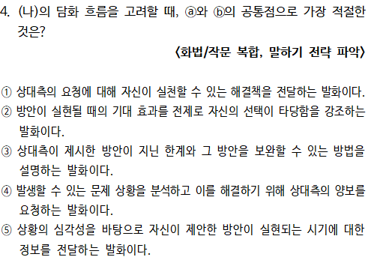 4. (나)의 담화 흐름을 고려할 때, ⓐ와 ⓑ의 공통점으로 가장 적절한
것은?
<화법/작문 복합, 말하기 전략 파악>
① 상대측의 요청에 대해 자신이 실천할 수 있는 해결책을 전달하는 발화이다.
② 방안이 실현될 때의 기대 효과를 전제로 자신의 선택이 타당함을 강조하는
발화이다.
③ 상대측이 제시한 방안이 지닌 한계와 그 방안을 보완할 수 있는 방법을
설명하는 발화이다.
④ 발생할 수 있는 문제 상황을 분석하고 이를 해결하기 위해 상대측의 양보를
요청하는 발화이다.
⑤ 상황의 심각성을 바탕으로 자신이 제안한 방안이 실현되는 시기에 대한
정보를 전달하는 발화이다.